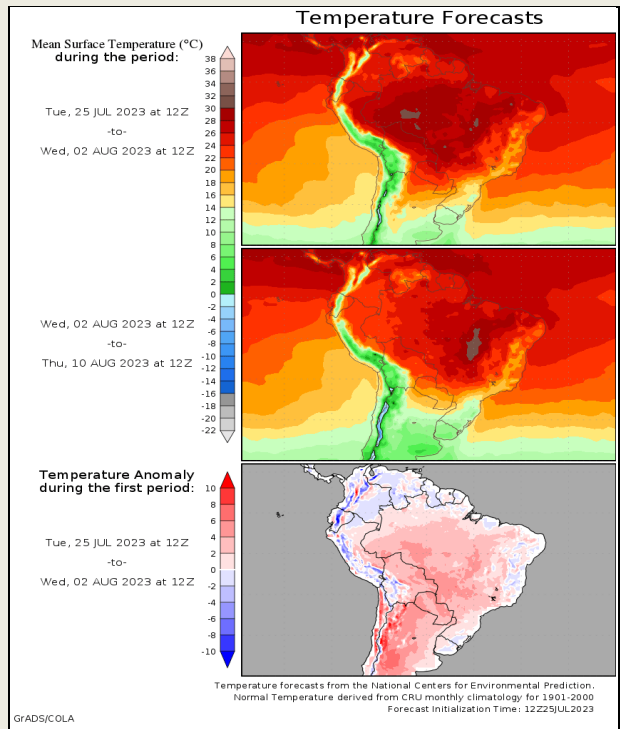 Temperature Forecasts
Mean Surface Temperature (°C)
during the period:
Tue, 25 JUL 2023 at 12Z
-to-
Wed, 02 AUG 2023 at 12Z
38
36
34
32
30
28
26
24
22
20
18
16
14
12
10
8
6
4
2
0
-2
-4
-6
-8
-10
-12
-14
-16
-18
-20
-22
Wed, 02 AUG 2023 at 12Z
-to-
Thu, 10 AUG 2023 at 12Z
Temperature Anomaly
during the first period:
Tue, 25 JUL 2023 at 12Z
-to-
Wed, 02 AUG 2023 at 12Z
10
8
6
4
2
0
-2
-4
-6
-8
-10
Temperature forecasts from the National Centers for Environmental Prediction.
Normal Temperature derived from CRU monthly climatology for 1901-2000
Forecast Initialization Time: 12Z25JUL2023
GrADS/COLA